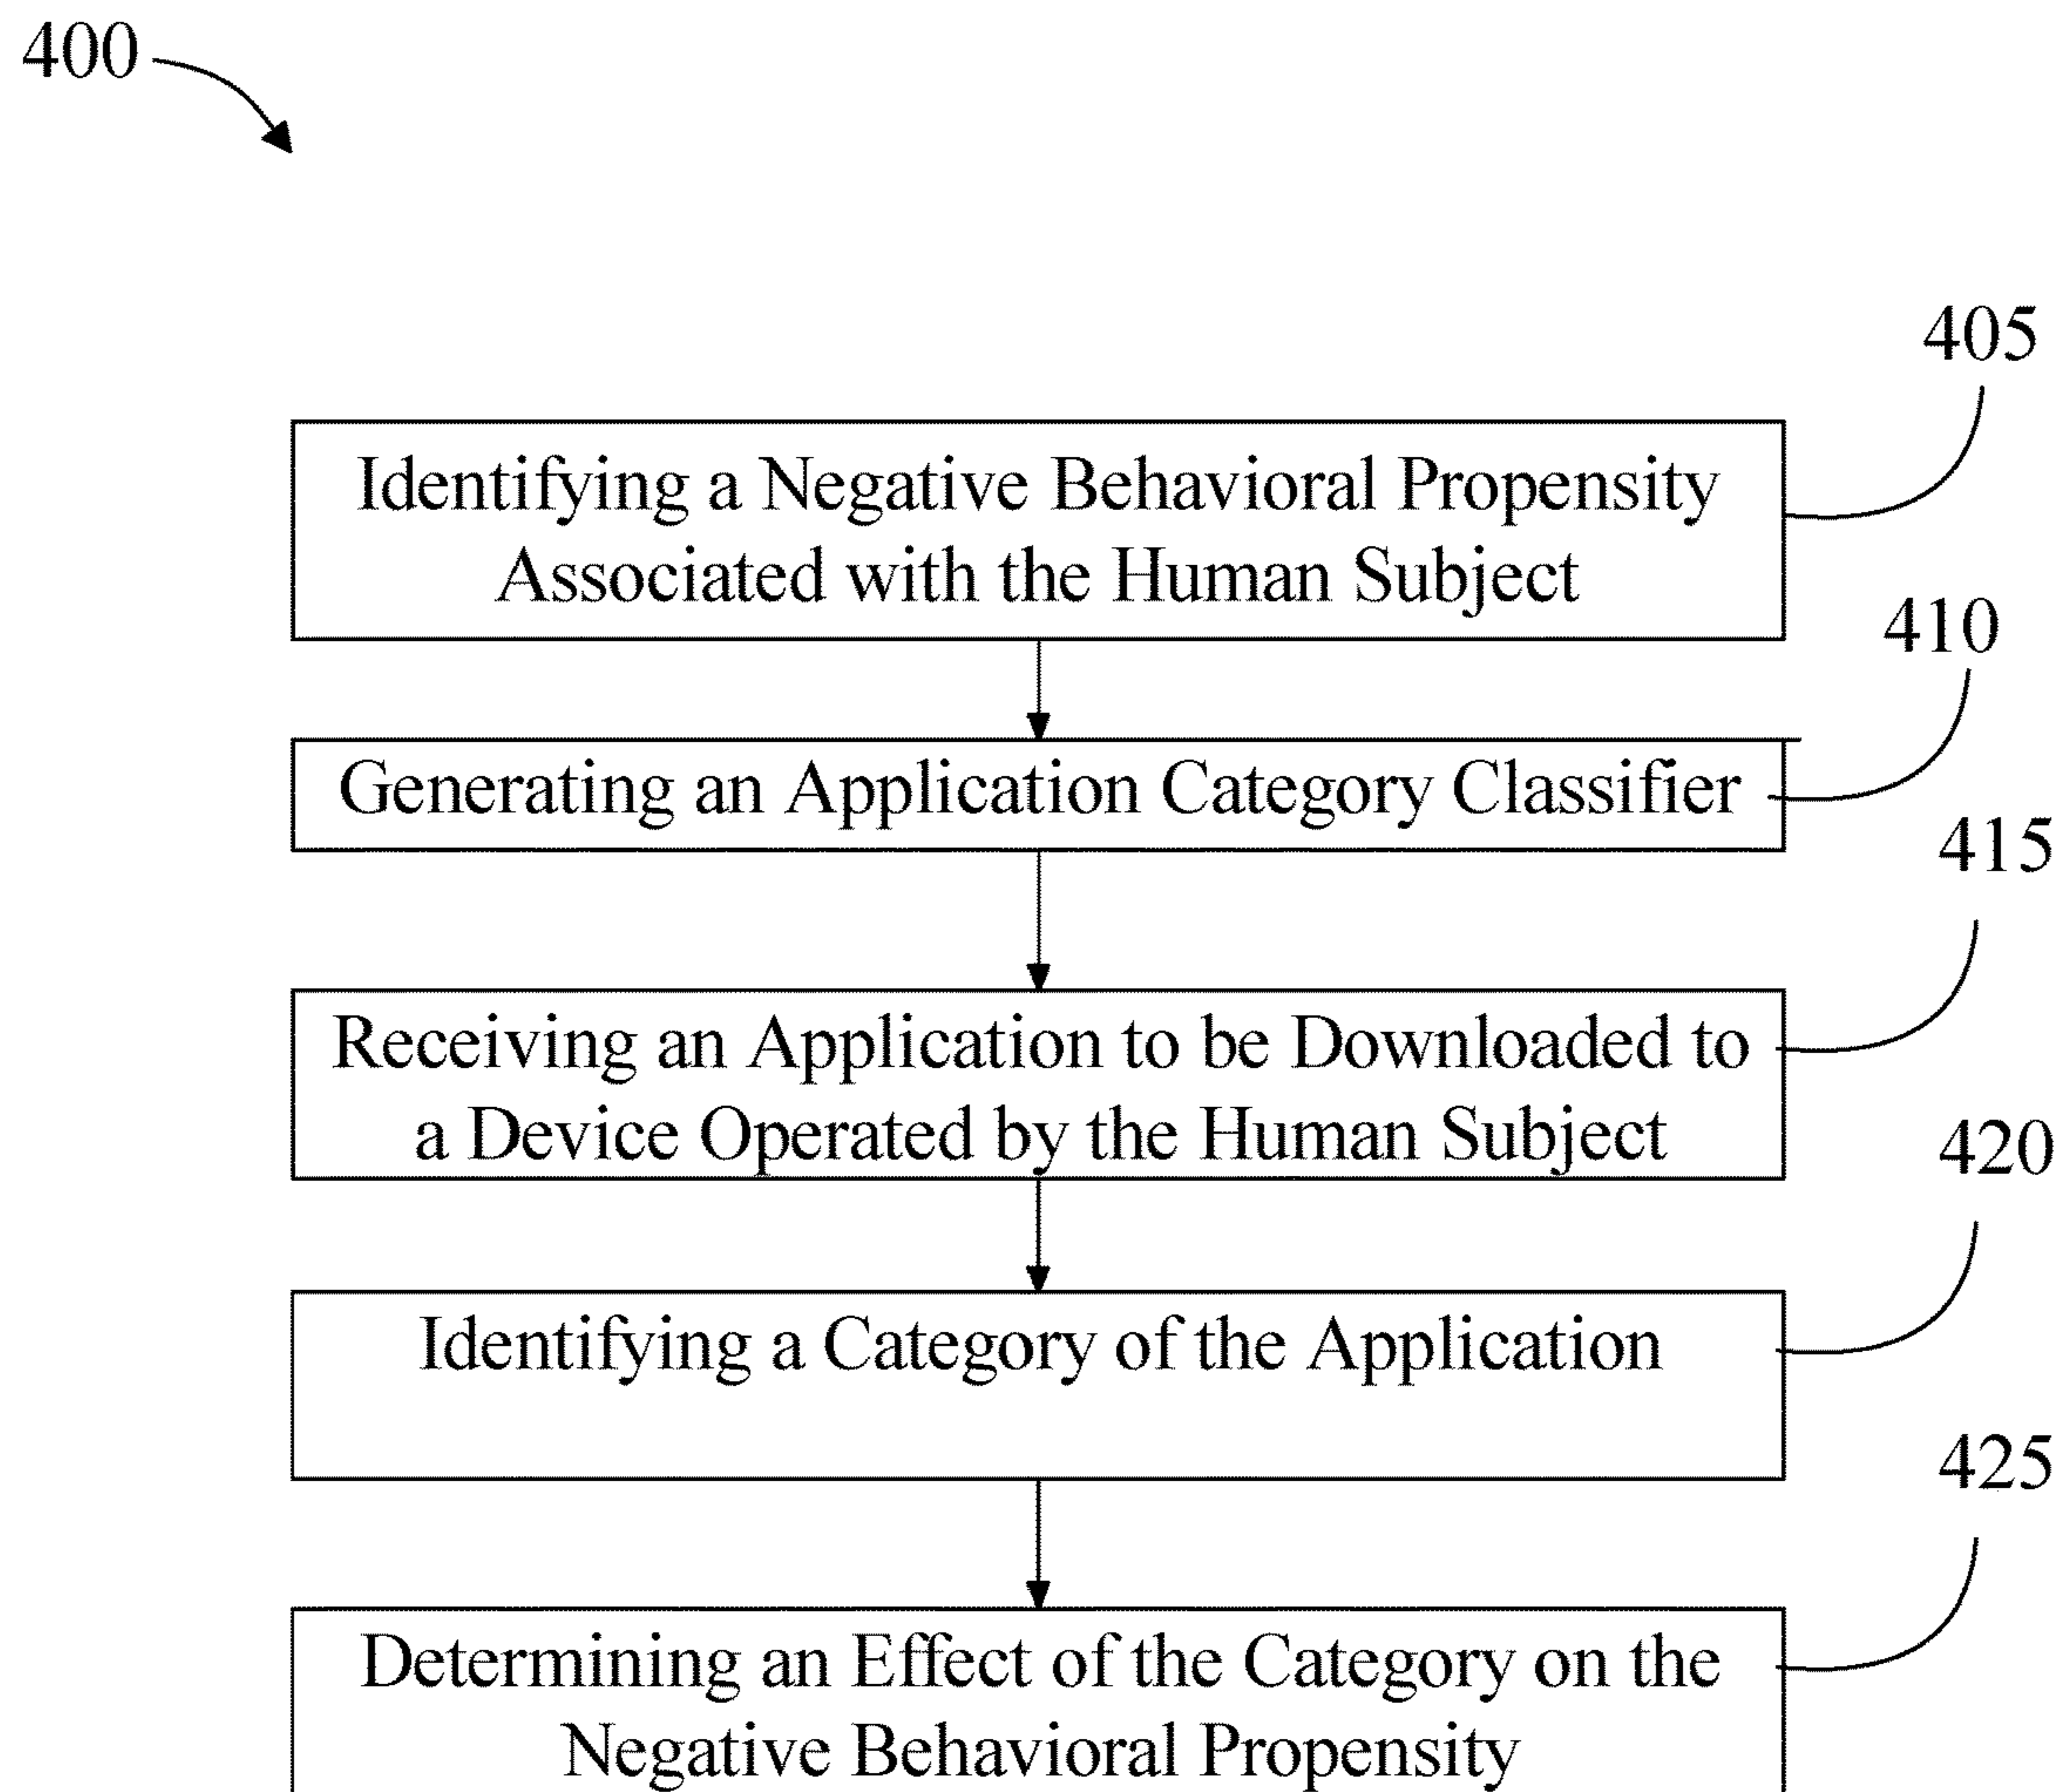 400
405
Identifying a Negative Behavioral Propensity
Associated with the Human Subject
410
Generating an Application Category Classifier
415
Receiving an Application to be Downloaded to
a Device Operated by the Human Subject
420
Identifying a Category of the Application
425
Determining an Effect of the Category on the
Negative Behavioral Propensity